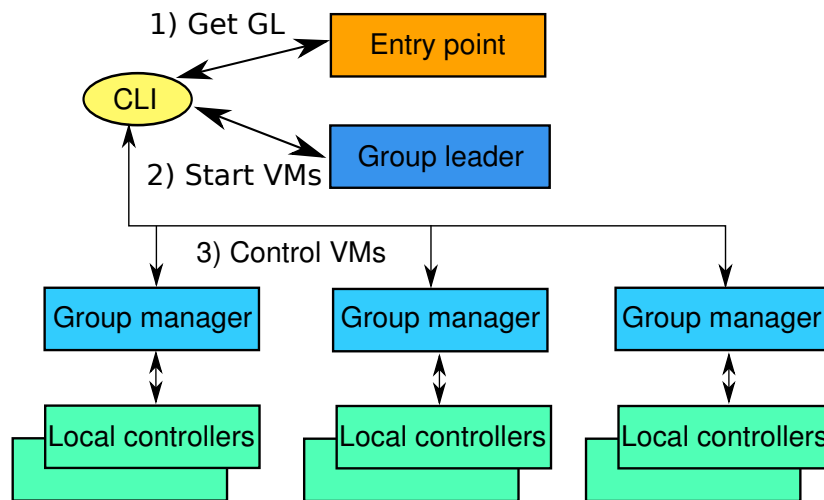 1) Get GL
Entry point
CLI
Group leader
2) Start VMs
3) Control VMs
Group manager
Group manager
Group manager
Local controllers
Local controllers
Local controllers